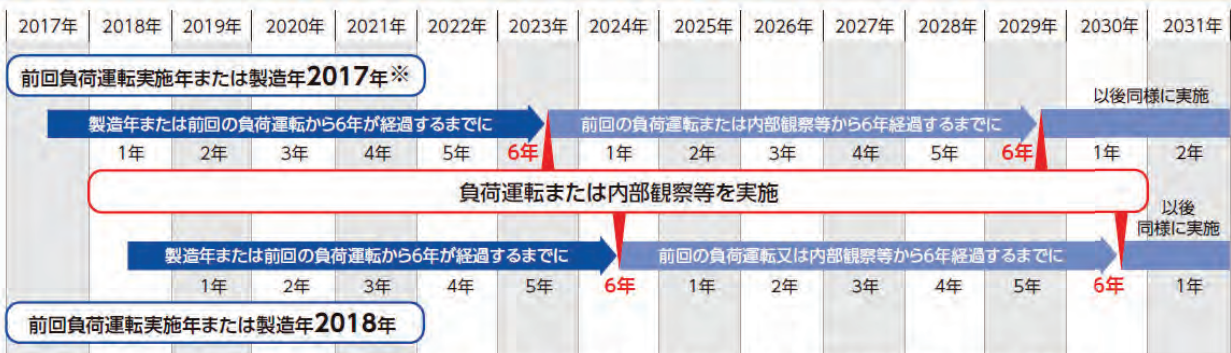 2017年 2018年 2019年 2020年 2021年 2022年 2023年 2024年 2025年 2026年 2027年 2028年 2029年 2030年 2031年
前回負荷運転実施年または製造年2017年※
以後同様に実施
製造年または前回の負荷運転から6年が経過するまでに 前回の負荷運転または内部観察等から6年経過するまでに
1年 2年 3年 4年 5年 6年 1年 2年 3年 4年 5年 6年 1年 2年
負荷運転または内部観察等を実施
以後
同様に実施
製造年または前回の負荷運転から6年が経過するまでに 前回の負荷運転又は内部観察等から6年経過するまでに
1年 2年 3年 4年 5年 6年 1年 2年 3年 4年 5年 6年 1年
前回負荷運転実施年または製造年2018年